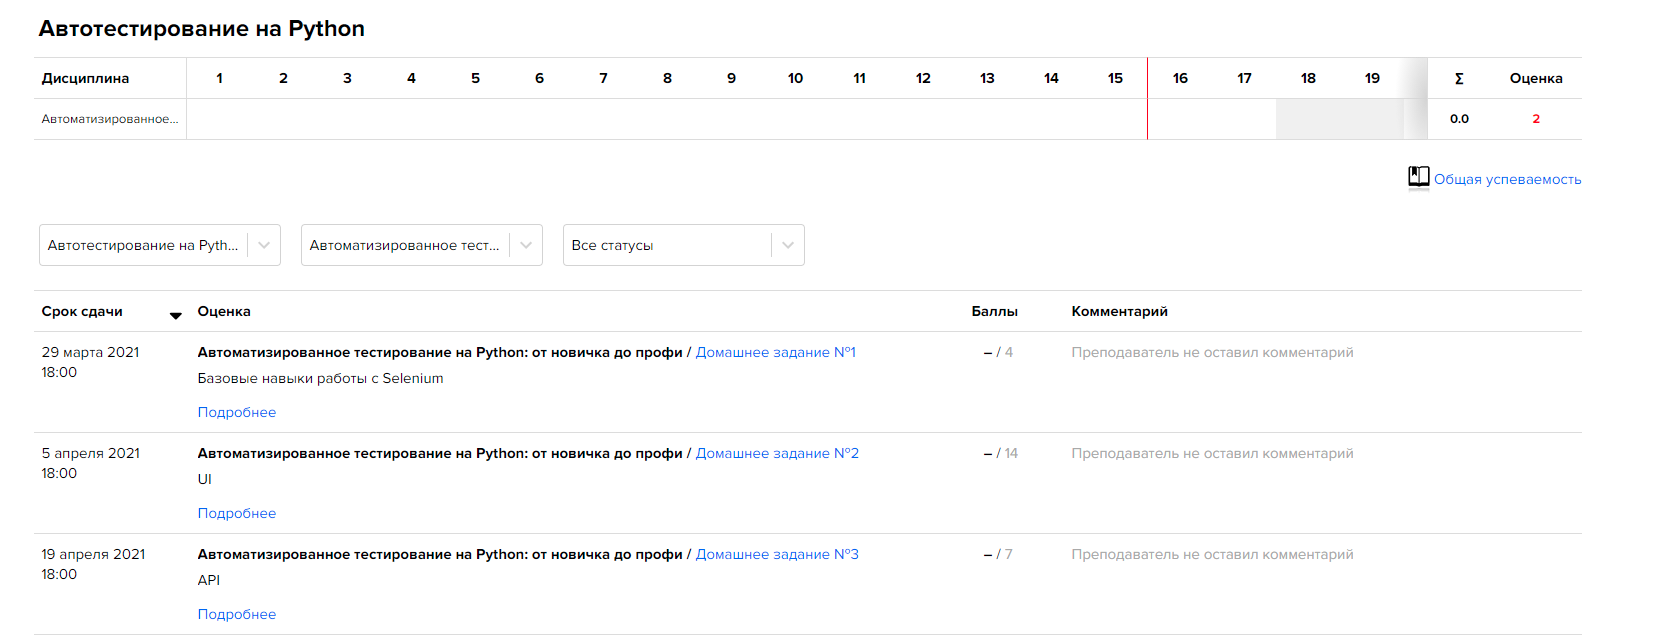 Автотестирование на Python
Дисциплина 1 2 3 4 5 6 7 8 9 10 11 12 13 14 15 16 17 18 19 Σ Оценка
Автоматизированное... 0.0 2
Общая успеваемость
Автотестирование на Pyth... Автоматизированное тест... Все статусы
Срок сдачи Оценка Баллы Комментарий
29 марта 2021 Автоматизированное тестирование на Python: от новичка до профи / Домашнее задание №1 – / 4 Преподаватель не оставил комментарий
18:00 Базовые навыки работы с Selenium
Подробнее
5 апреля 2021 Автоматизированное тестирование на Python: от новичка до профи / Домашнее задание №2 – / 14 Преподаватель не оставил комментарий
18:00 UI
Подробнее
19 апреля 2021 Автоматизированное тестирование на Python: от новичка до профи / Домашнее задание №3 – / 7 Преподаватель не оставил комментарий
18:00 API
Подробнее